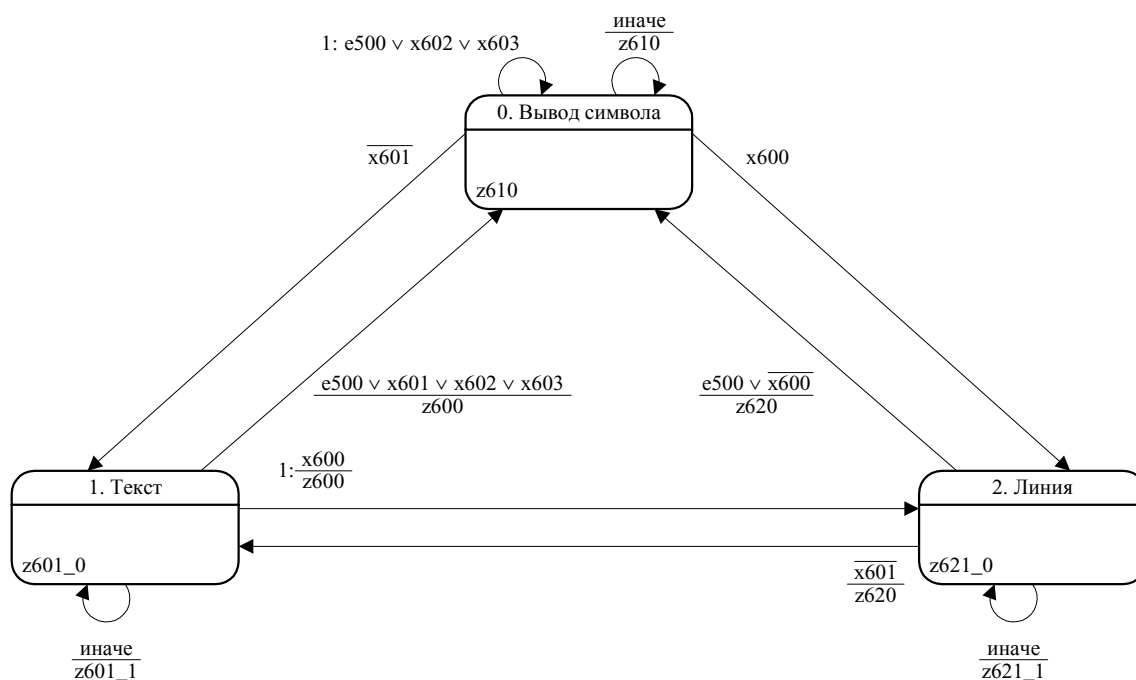 иначе
1: e500 ∨ x602 ∨ x603
z610
0. Вывод символа
x601
x600
z610
e500 ∨ x601 ∨ x602 ∨ x603
z600
e500 ∨ x600
z620
1: x600
z600
1. Текст
2. Линия
z601_0
x601
z620
z621_0
иначе
z601_1
иначе
z621_1